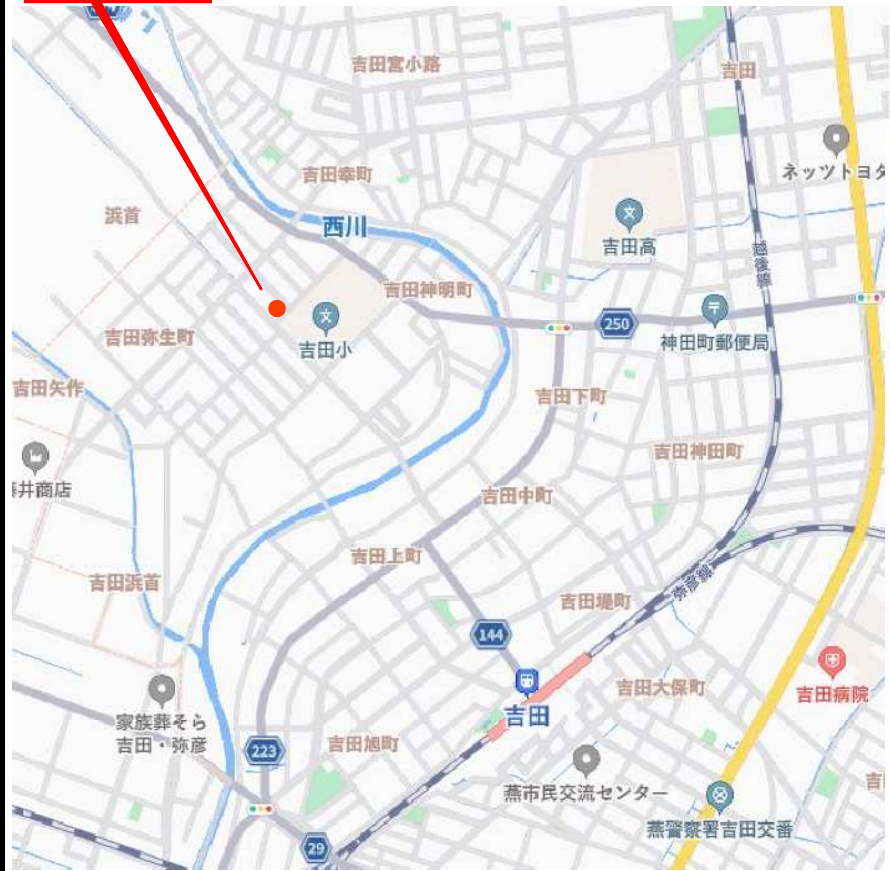 吉田宮小路
吉田
ネッツトヨタ
吉田幸町
浜首
西川
吉田高
越後線
吉田神明町
250
神田町郵便局
吉田弥生町
吉田小
吉田矢作
吉田下町
井商店
吉田神田町
吉田中町
吉田上町
吉田浜首
吉田堤町
144
吉田大保町
吉田病院
吉田
家族葬そら
吉田・弥彦
223
吉田旭町
燕市民交流センター
燕警察署吉田交番
29